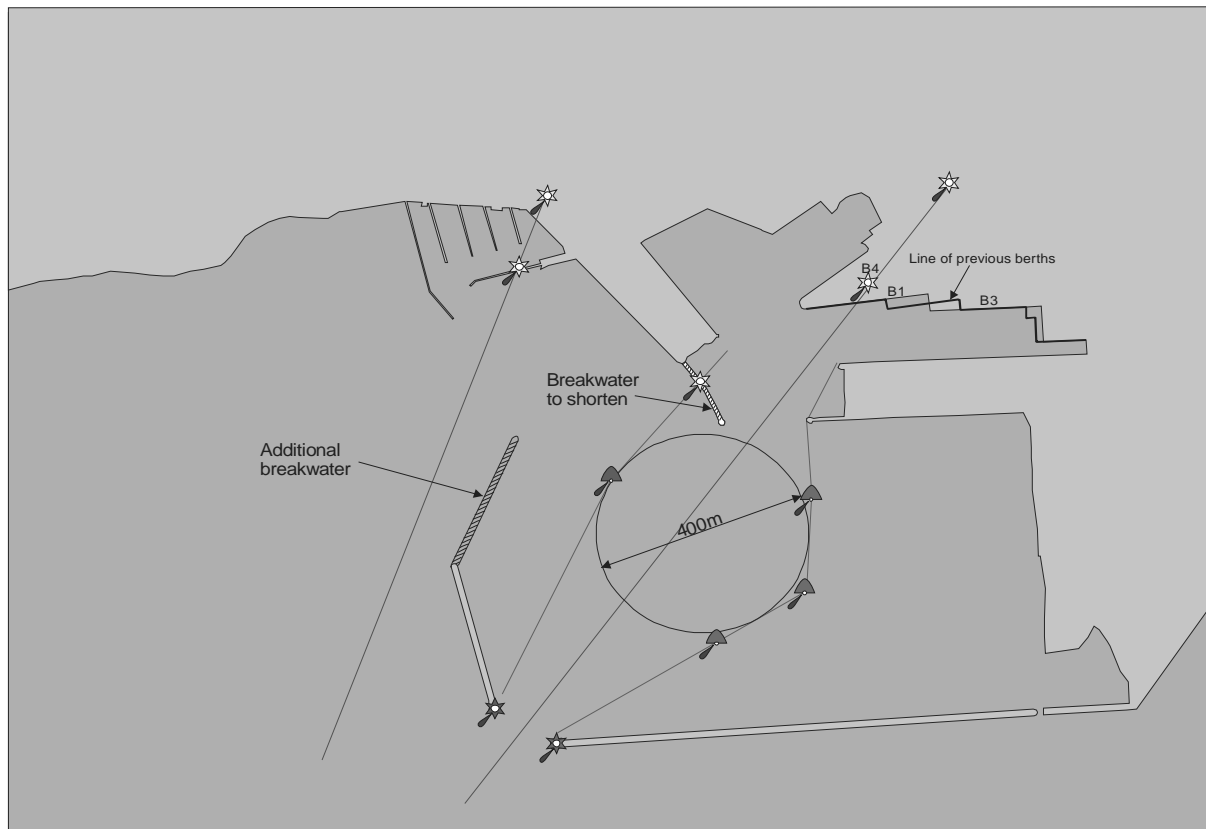 Line of previous berths
B4
B1
B3
Breakwater
to shorten
Additional
breakwater
400m